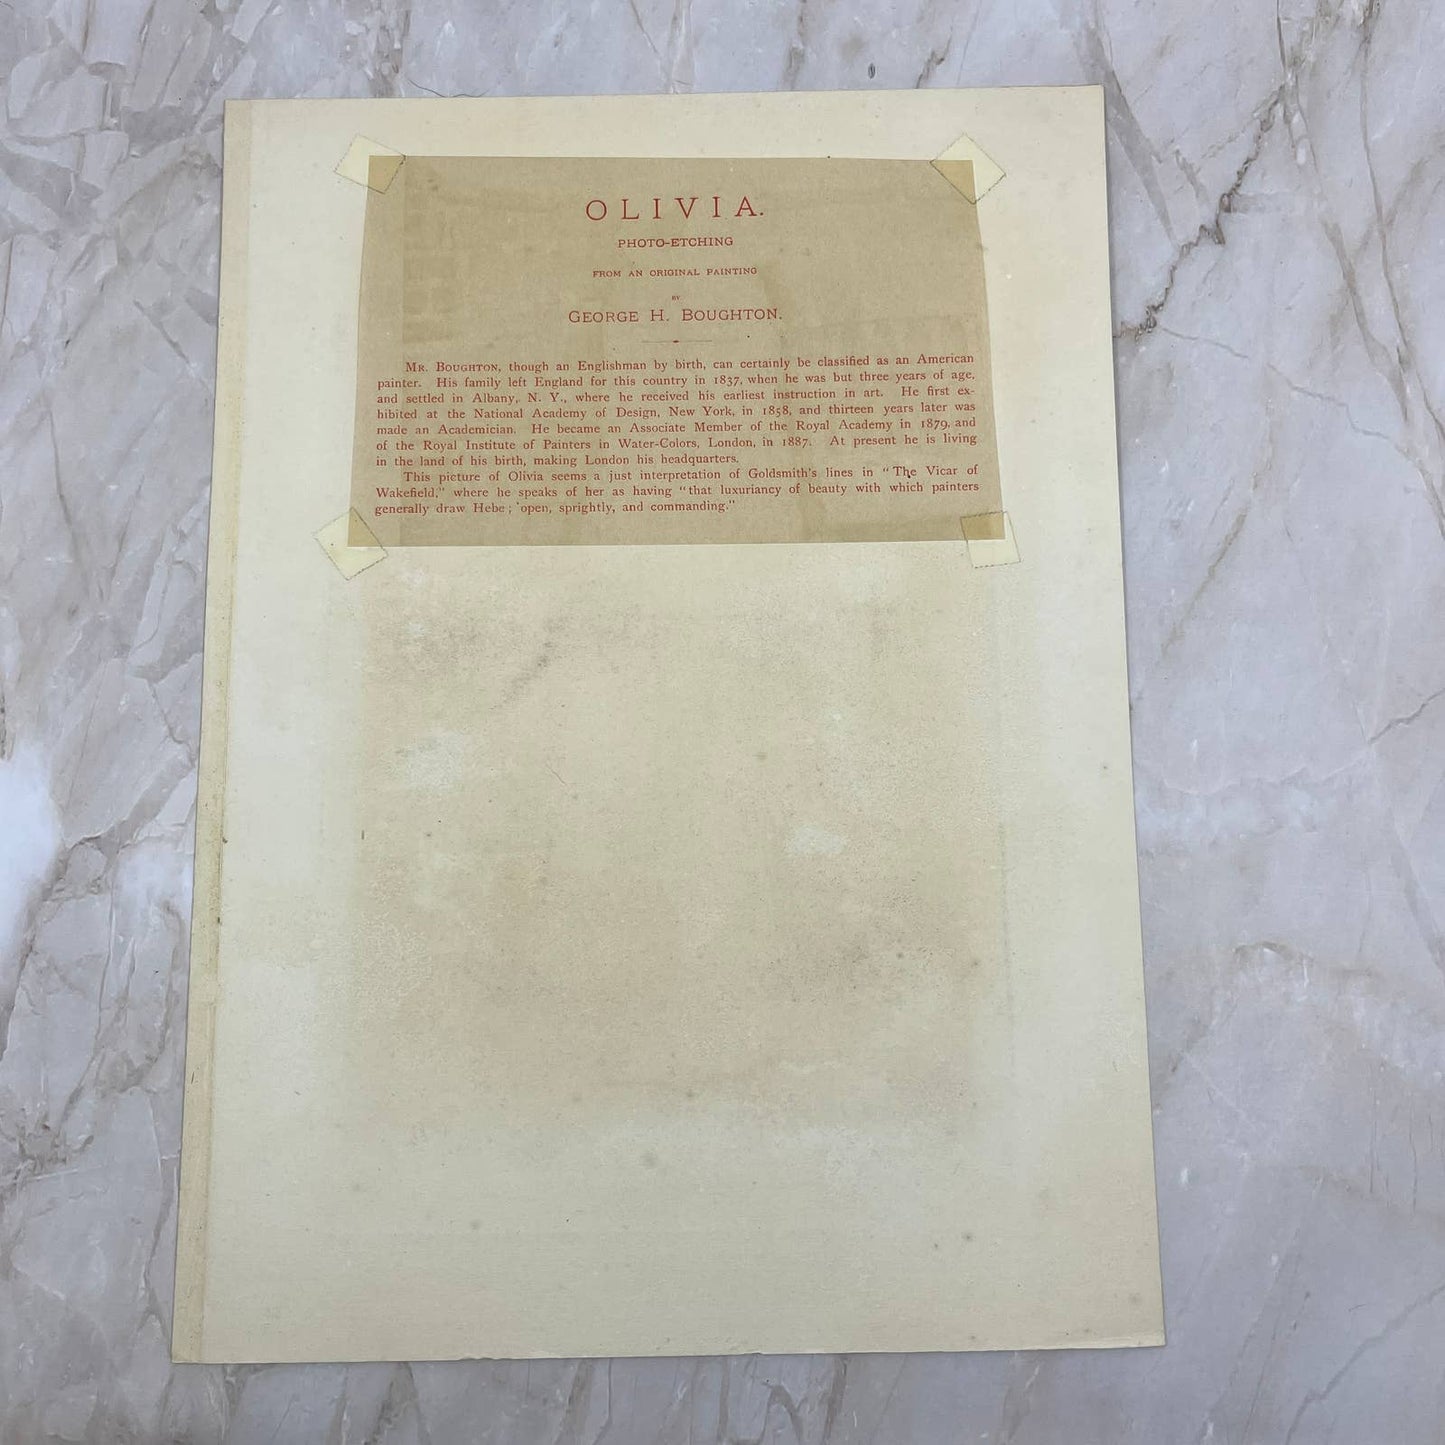 OLIVIA.
PHOTO-ETCHING
FROM AN ORIGINAL PAINTING
BY
GEORGE H. BOUGHTON.
MR. BOUGHTON, though an Englishman by birth, can certainly be classified as an American
painter. His family left England for this country in 1837, when he was but three years of age,
and settled in Albany, N. Y., where he received his earliest instruction in art. He first ex-
hibited at the National Academy of Design, New York, in 1858, and thirteen years later was
made an Academician. He became an Associate Member of the Royal Academy in 1879, and
of the Royal Institute of Painters in Water-Colors, London, in 1887. At present he is living
in the land of his birth, making London his headquarters.
This picture of Olivia seems a just interpretation of Goldsmith's lines in "The Vicar of
Wakefield," where he speaks of her as having "that luxuriancy of beauty with which painters
generally draw Hebe; open, sprightly, and commanding."